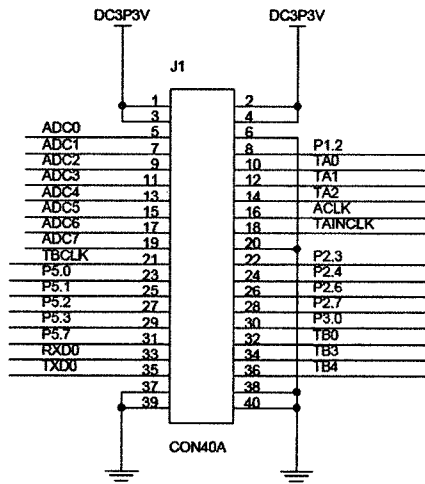 DC3P3V DC3P3V
J1
1 2
3 4
ADC0 5 6
ADC1 7 8 P1.2
ADC2 9 10 TA0
ADC3 11 12 TA1
ADC4 13 14 TA2
ADC5 15 16 ACLK
ADC6 17 18 TAINCLK
ADC7 19 20
TBCLK 21 22 P2.3
P5.0 23 24 P2.4
P5.1 25 26 P2.6
P5.2 27 28 P2.7
P5.3 29 30 P3.0
P5.7 31 32 TB0
RXD0 33 34 TB3
TXD0 35 36 TB4
37 38
39 40
CON40A